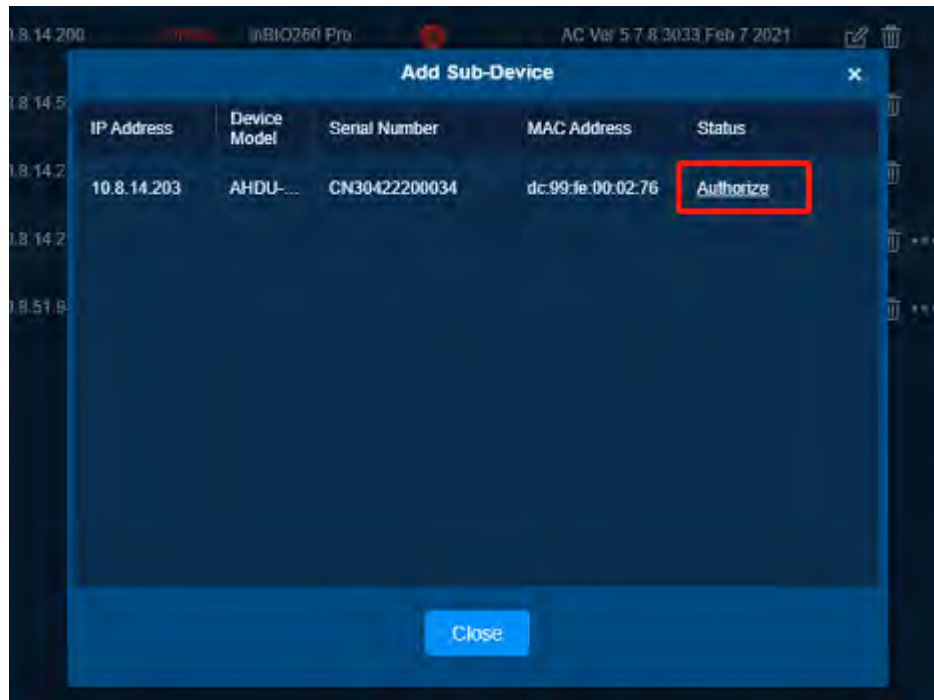 InBIO260 Pro AC Ver 5.7.8.3033 Feb 7 2021
Add Sub-Device
IP Address Device Model Serial Number MAC Address Status
10.8.14.203 AHDU-... CN30422200034 dc:99:fe:00:02:76 Authorize
Close